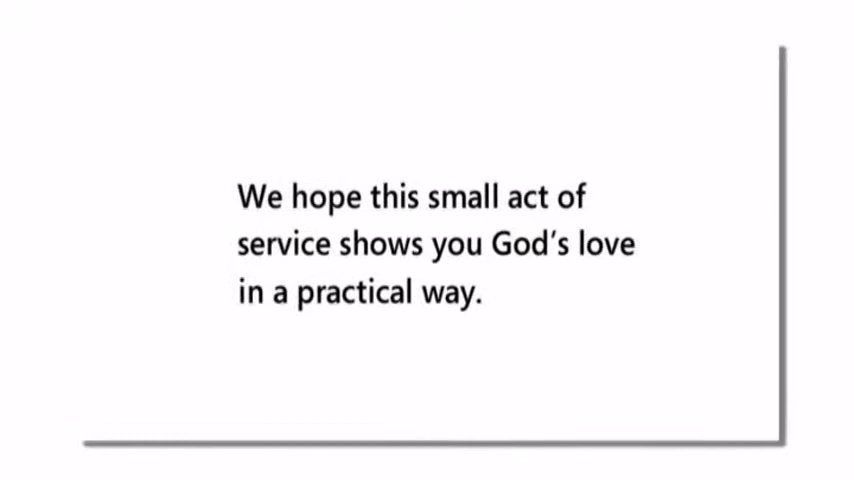 We hope this small act of
service shows you God's love
in a practical way.